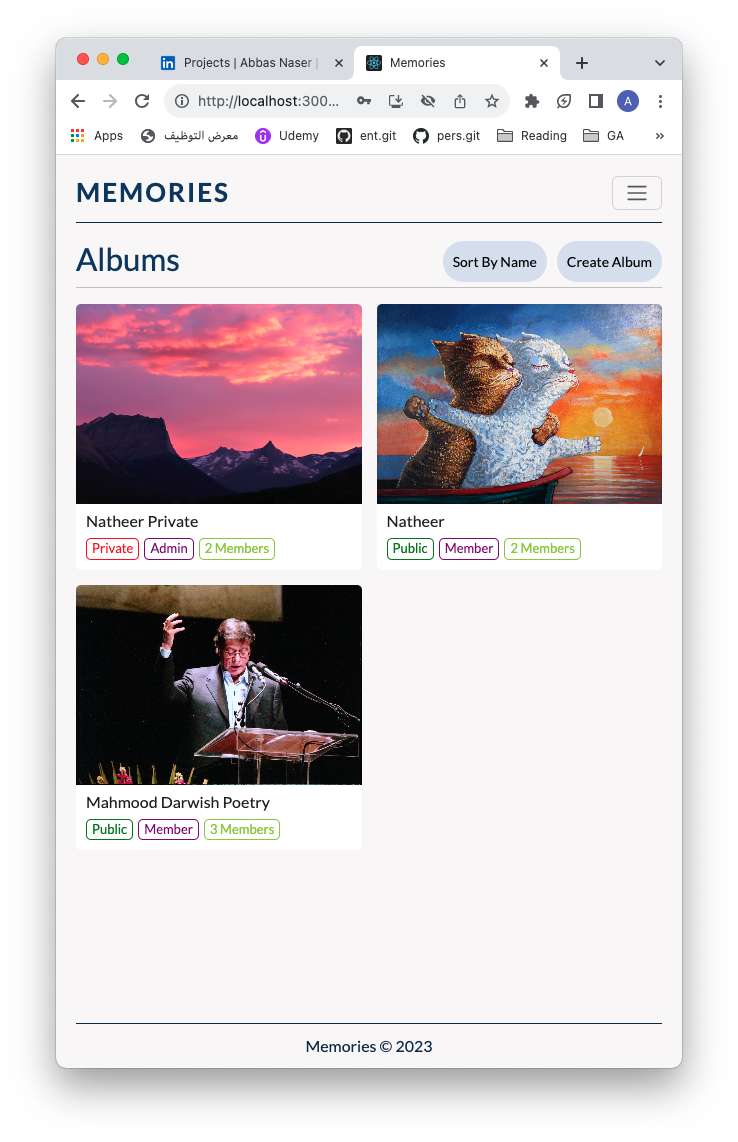 Projects | Abbas Naser |
Memories
http://localhost:300...
A
Apps معرض التوظيف Udemy ent.git pers.git Reading GA »
MEMORIES
Albums
Sort By Name Create Album
Natheer Private
Private Admin 2 Members
Natheer
Public Member 2 Members
Mahmood Darwish Poetry
Public Member 3 Members
Memories © 2023